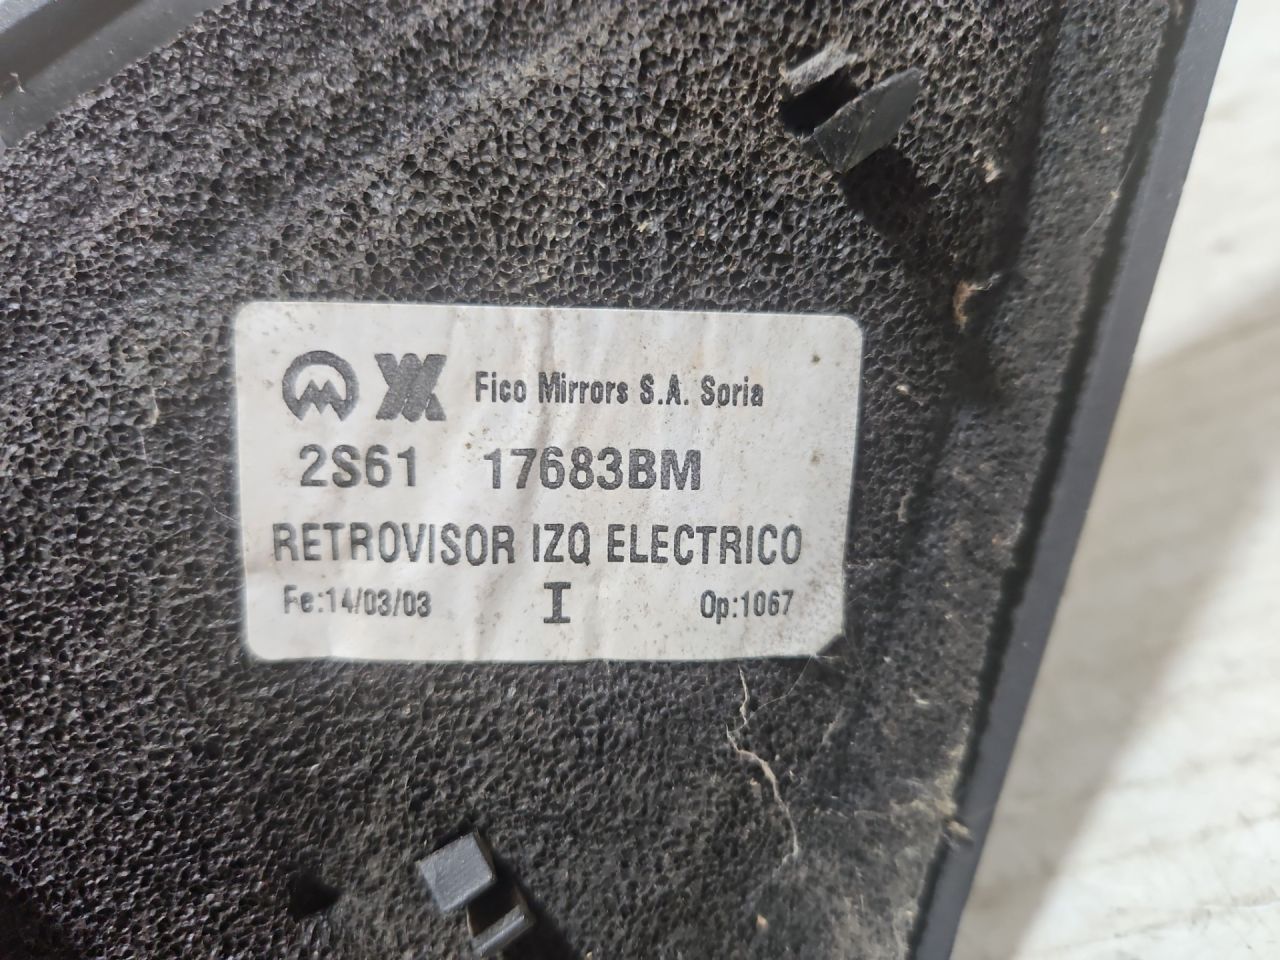 Fico Mirrors S.A. Soria
2S61 17683BM
RETROVISOR IZQ ELECTRICO
Fe:14/03/03 I Op:1067